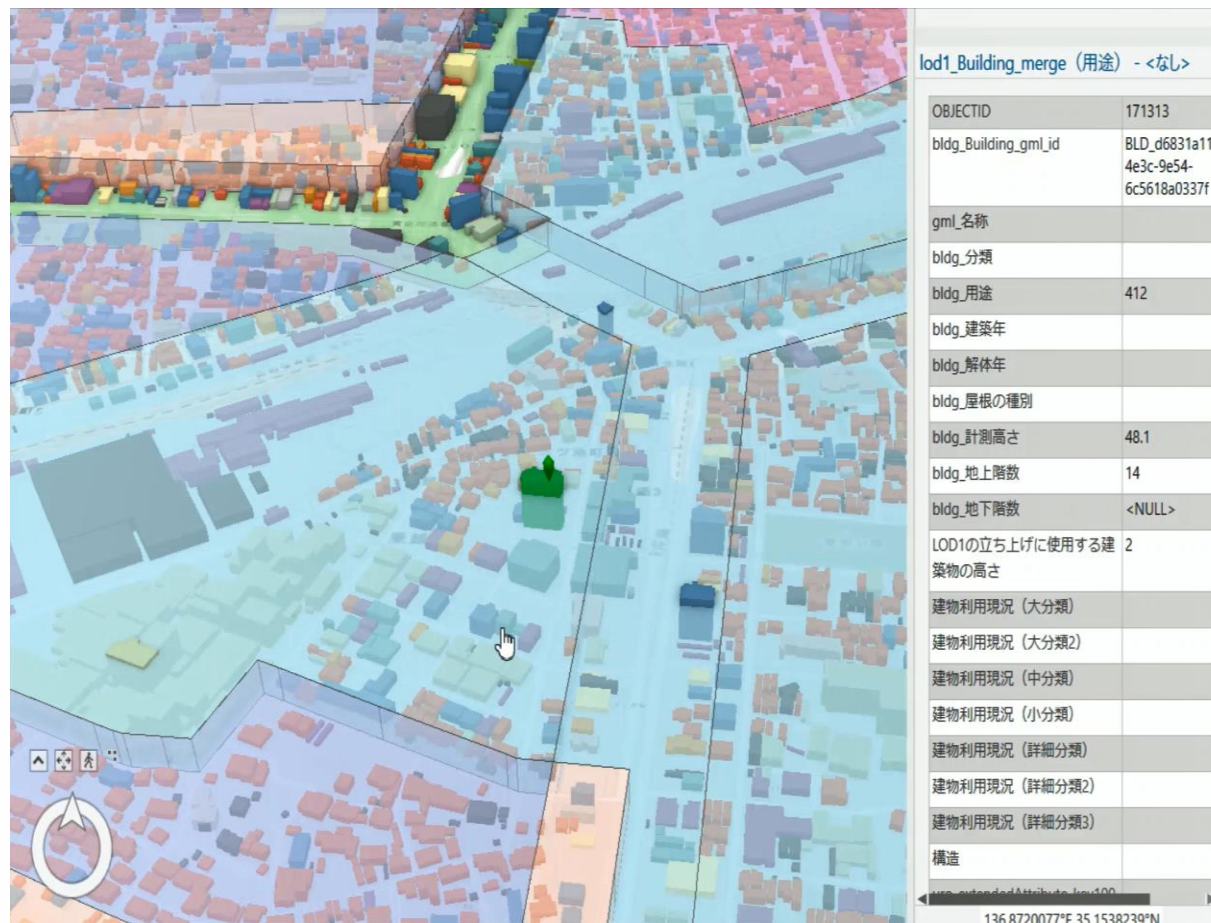 lod1_Building_merge（用途） - <なし>
OBJECTID 171313
bldg_Building_gml_id BLD_d6831a11
4e3c-9e54-
6c5618a0337f
gml_名称
bldg_分類
bldg_用途 412
bldg_建築年
bldg_解体年
bldg_屋根の種別
bldg_計測高さ 48.1
bldg_地上階数 14
bldg_地下階数 <NULL>
LOD1の立ち上げに使用する建 2
築物の高さ
建物利用現況（大分類）
建物利用現況（大分類2）
建物利用現況（中分類）
建物利用現況（小分類）
建物利用現況（詳細分類）
建物利用現況（詳細分類2）
建物利用現況（詳細分類3）
構造
136.8720077°E 35.1538239°N